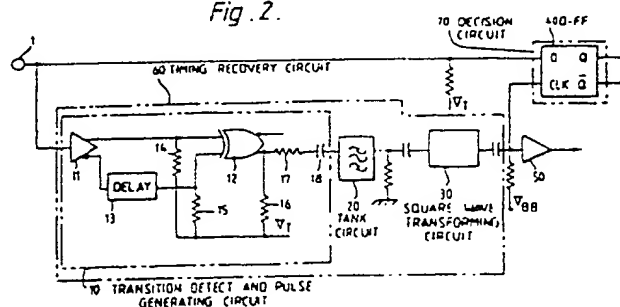 Fig. 2.
70 DECISION CIRCUIT
40D-FF
1
60 TIMING RECOVERY CIRCUIT
D Q
CLK Q̅
V_T
11
14
12
17
18
DELAY
13
15
16
V_T
20
TANK CIRCUIT
30
SQUARE WAVE TRANSFORMING CIRCUIT
50
V_BB
10 TRANSITION DETECT AND PULSE GENERATING CIRCUIT